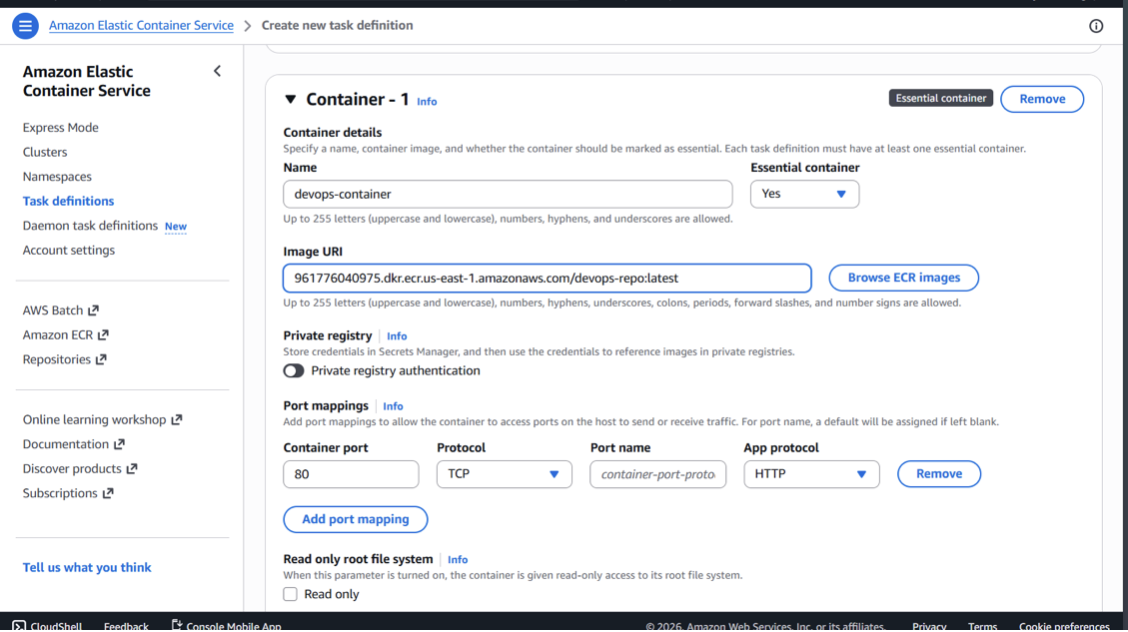 Amazon Elastic Container Service > Create new task definition
Amazon Elastic
Container Service
Express Mode
Clusters
Namespaces
Task definitions
Daemon task definitions New
Account settings
AWS Batch
Amazon ECR
Repositories
Online learning workshop
Documentation
Discover products
Subscriptions
Tell us what you think
Container - 1 Info
Essential container
Remove
Container details
Specify a name, container image, and whether the container should be marked as essential. Each task definition must have at least one essential container.
Name
Essential container
devops-container
Yes
Up to 255 letters (uppercase and lowercase), numbers, hyphens, and underscores are allowed.
Image URI
961776040975.dkr.ecr.us-east-1.amazonaws.com/devops-repo:latest
Browse ECR images
Up to 255 letters (uppercase and lowercase), numbers, hyphens, underscores, colons, periods, forward slashes, and number signs are allowed.
Private registry Info
Store credentials in Secrets Manager, and then use the credentials to reference images in private registries.
Private registry authentication
Port mappings Info
Add port mappings to allow the container to access ports on the host to send or receive traffic. For port name, a default will be assigned if left blank.
Container port Protocol Port name App protocol
80 TCP container-port-proto HTTP Remove
Add port mapping
Read only root file system Info
When this parameter is turned on, the container is given read-only access to its root file system.
Read only
CloudShell Feedback Console Mobile App © 2026, Amazon Web Services, Inc. or its affiliates. Privacy Terms Cookie preferences